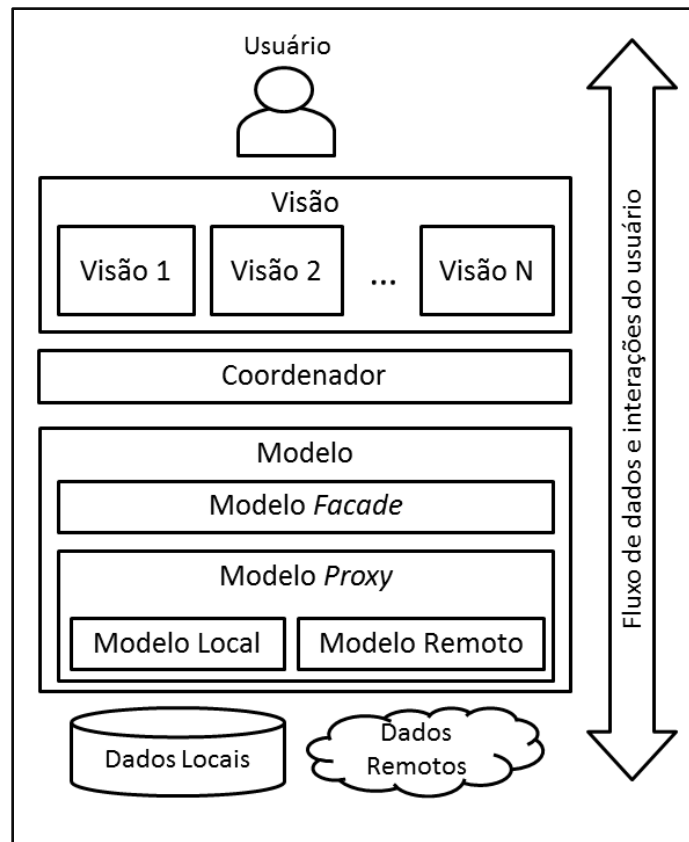 Usuário
Visão
Visão 1
Visão 2
...
Visão N
Coordenador
Modelo
Modelo Facade
Modelo Proxy
Modelo Local
Modelo Remoto
Dados Locais
Dados
Remotos
Fluxo de dados e interações do usuário